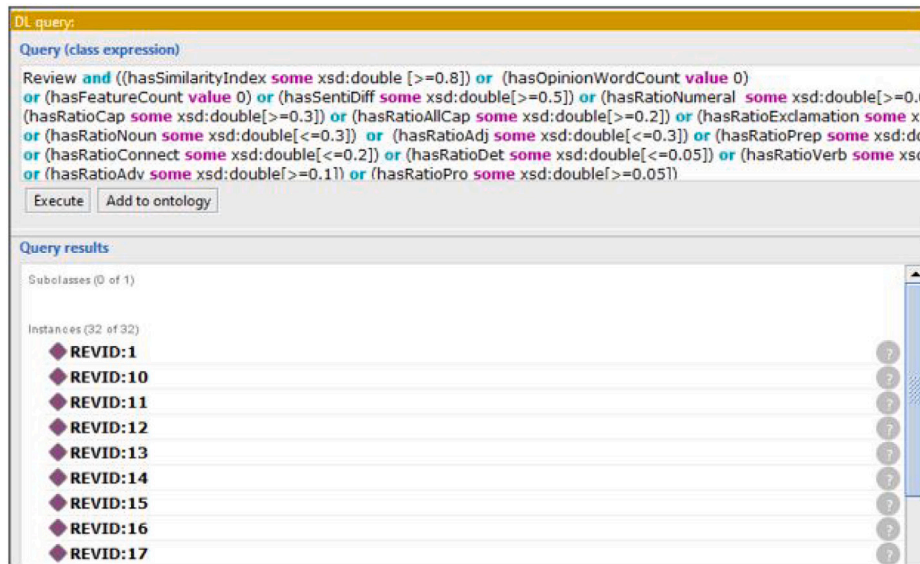 DL query:
Query (class expression)
Review and ((hasSimilarityIndex some xsd:double [>=0.8]) or (hasOpinionWordCount value 0)
or (hasFeatureCount value 0) or (hasSentiDiff some xsd:double[>=0.5]) or (hasRatioNumeral some xsd:double[>=0.
(hasRatioCap some xsd:double[>=0.3]) or (hasRatioAllCap some xsd:double[>=0.2]) or (hasRatioExclamation some x
or (hasRatioNoun some xsd:double[<=0.3]) or (hasRatioAdj some xsd:double[<=0.3]) or (hasRatioPrep some xsd:do
or (hasRatioConnect some xsd:double[<=0.2]) or (hasRatioDet some xsd:double[<=0.05]) or (hasRatioVerb some xsd
or (hasRatioAdv some xsd:double[>=0.1]) or (hasRatioPro some xsd:double[>=0.05])
Execute Add to ontology
Query results
Subclasses (0 of 1)
Instances (32 of 32)
REVID:1 ?
REVID:10 ?
REVID:11 ?
REVID:12 ?
REVID:13 ?
REVID:14 ?
REVID:15 ?
REVID:16 ?
REVID:17 ?